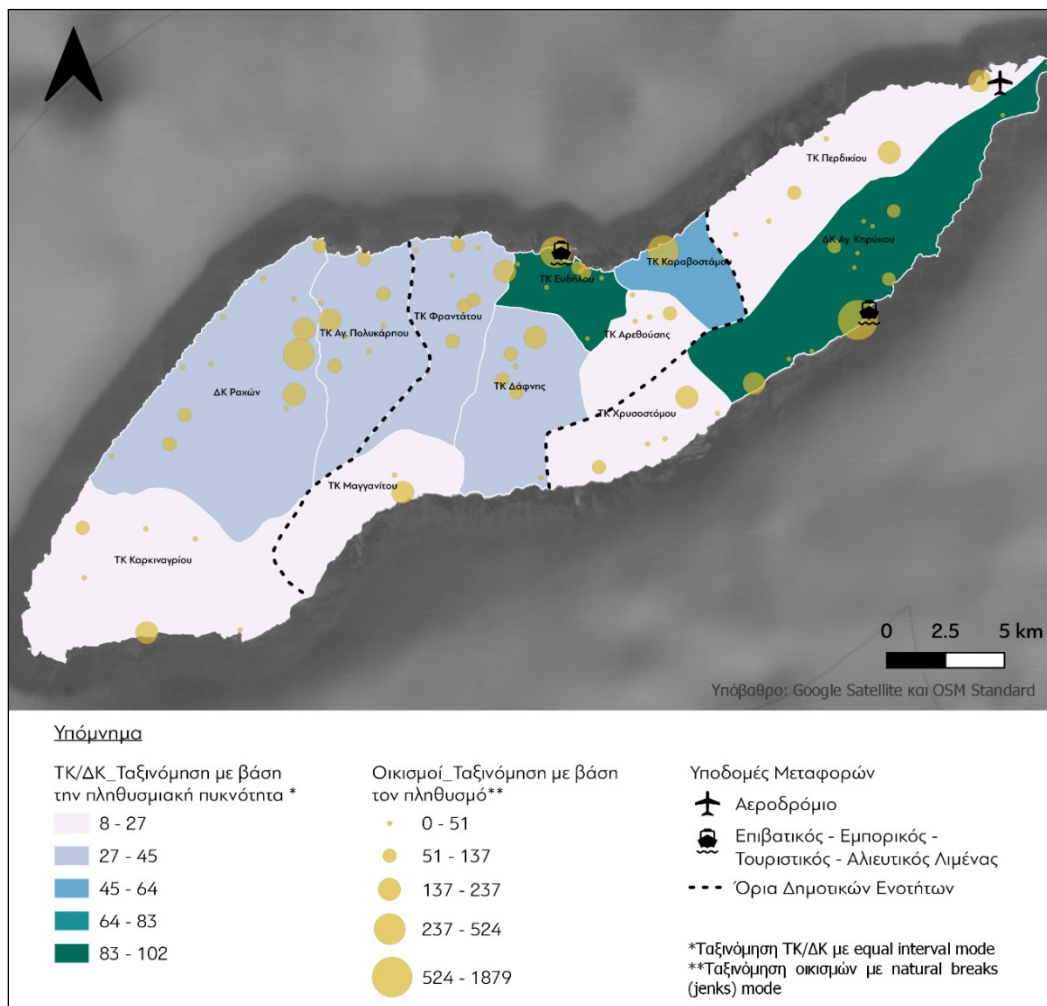 ΤΚ Περδικίου
ΔΚ Αγ. Κηρύκου
ΤΚ Καραβοστάμου
ΤΚ Ευδήλου
ΤΚ Φραντάτου
ΤΚ Αγ. Πολυκάρπου
ΤΚ Αρεθούσης
ΔΚ Ραχών
ΤΚ Δάφνης
ΤΚ Χρυσοστόμου
ΤΚ Μαγγανίτου
ΤΚ Καρκιναγρίου
0 2.5 5 km
Υπόβαθρο: Google Satellite και OSM Standard
Υπόμνημα
ΤΚ/ΔΚ_Ταξινόμηση με βάση
την πληθυσμιακή πυκνότητα *
8 - 27
27 - 45
45 - 64
64 - 83
83 - 102
Οικισμοί_Ταξινόμηση με βάση
τον πληθυσμό**
0 - 51
51 - 137
137 - 237
237 - 524
524 - 1879
Υποδομές Μεταφορών
Αεροδρόμιο
Επιβατικός - Εμπορικός -
Τουριστικός - Αλιευτικός Λιμένας
Όρια Δημοτικών Ενοτήτων
*Ταξινόμηση ΤΚ/ΔΚ με equal interval mode
**Ταξινόμηση οικισμών με natural breaks
(jenks) mode